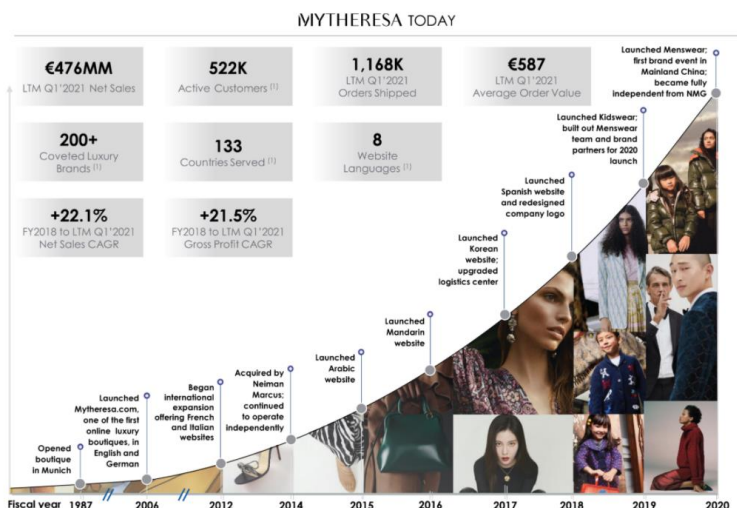 MYTHERESA TODAY
€476MM
LTM Q1'2021 Net Sales
522K
Active Customers [1]
1,168K
LTM Q1'2021
Orders Shipped
€587
LTM Q1'2021
Average Order Value
200+
Coveted Luxury
Brands [1]
133
Countries Served [1]
8
Website
Languages [1]
+22.1%
FY2018 to LTM Q1'2021
Net Sales CAGR
+21.5%
FY2018 to LTM Q1'2021
Gross Profit CAGR
Opened
boutique
in Munich
Launched
Mytheresa.com,
one of the first
online luxury
boutiques, in
English and
German
Began
international
expansion
offering French
and Italian
websites
Acquired by
Neiman
Marcus;
continued
to operate
independently
Launched
Arabic
website
Launched
Mandarin
website
Launched
Korean
website;
upgraded
logistics center
Launched
Spanish website
and redesigned
company logo
Launched Kidswear;
built out Menswear
team and brand
partners for 2020
launch
Launched Menswear;
first brand event in
Mainland China;
became fully
independent from NMG
Fiscal year 1987 2006 2012 2014 2015 2016 2017 2018 2019 2020